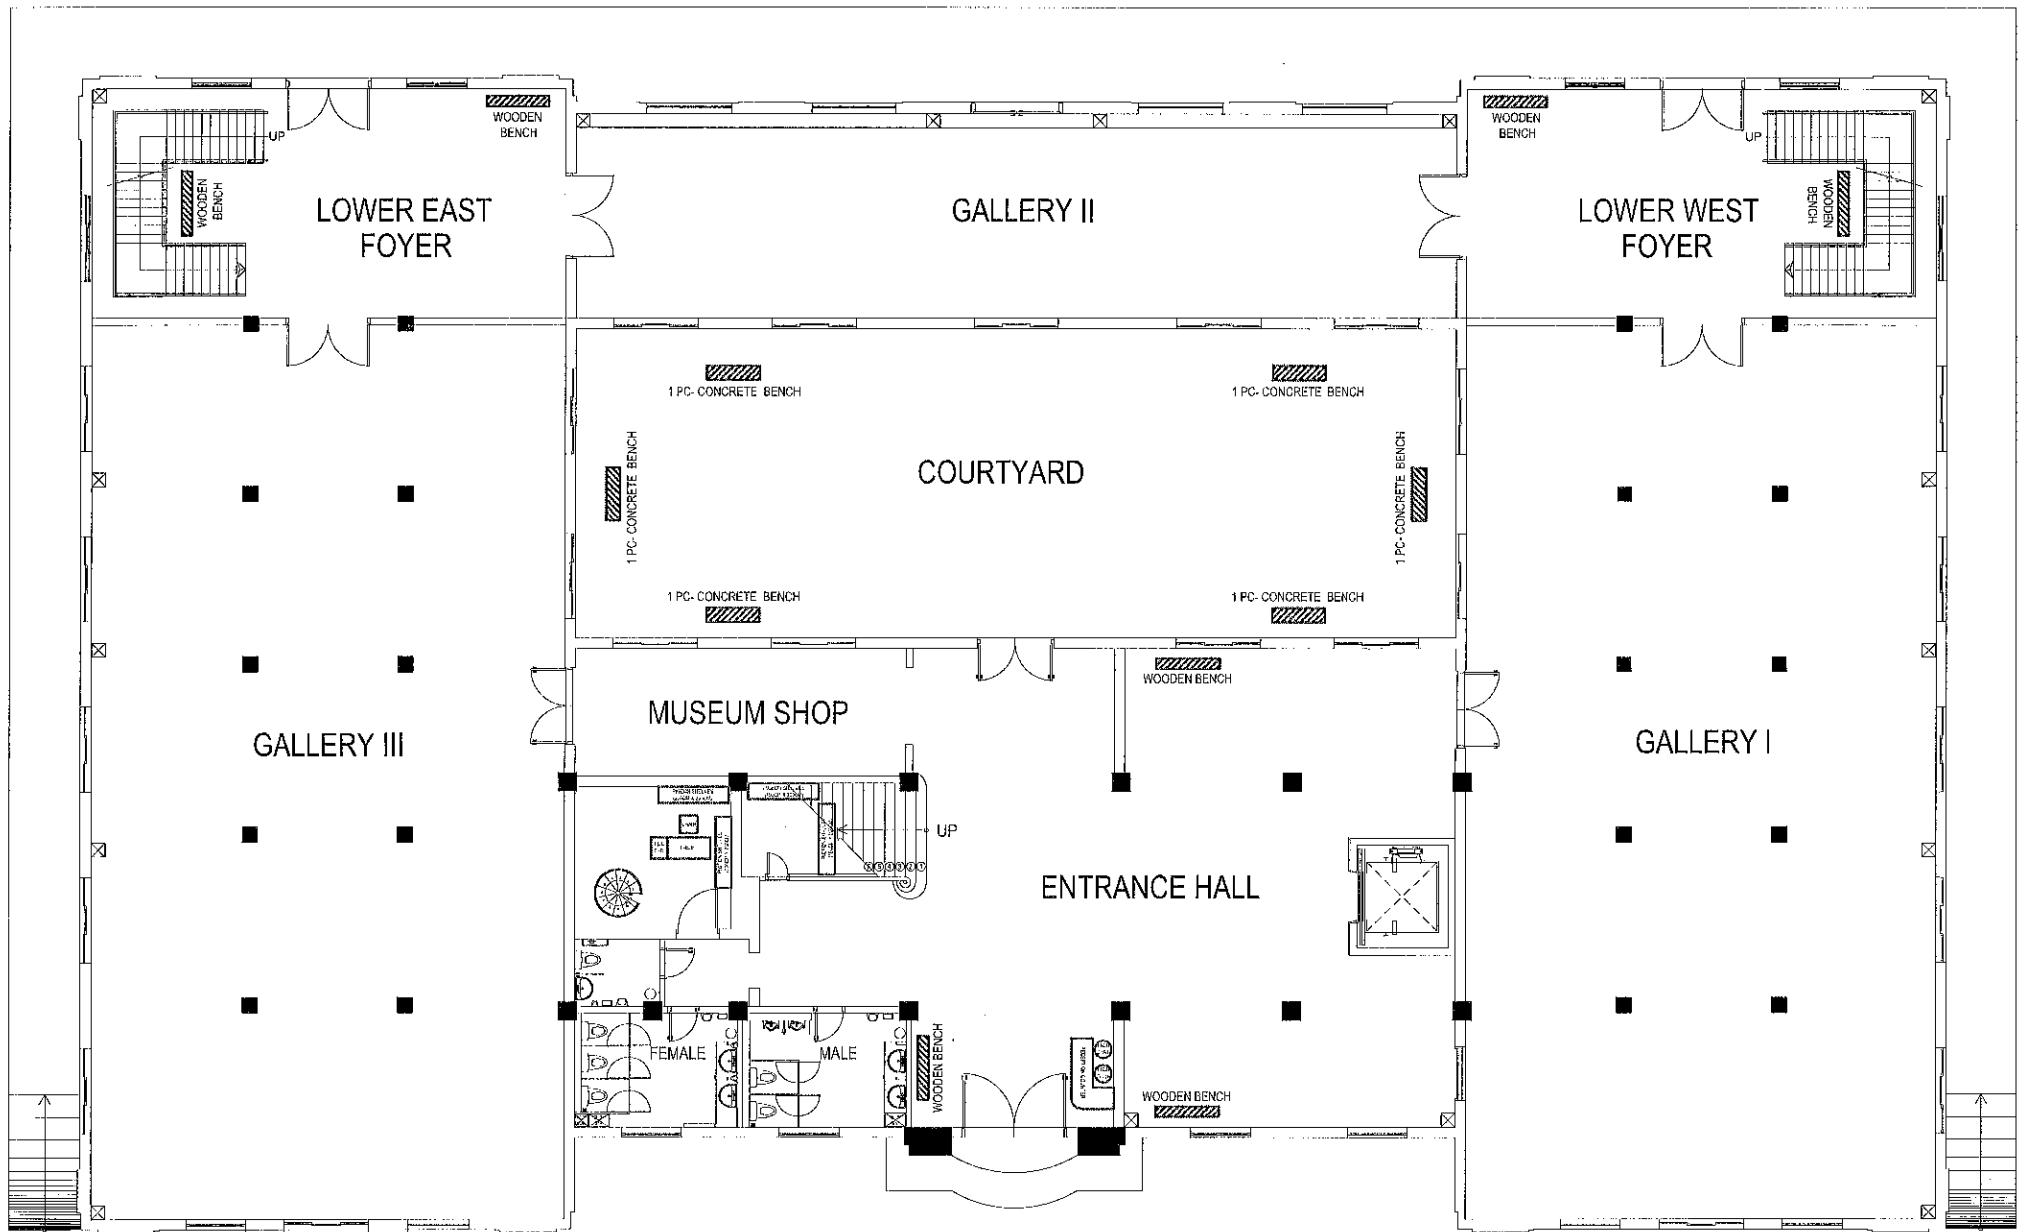 WOODEN
BENCH
WOODEN
BENCH
UP
UP
WOODEN
BENCH
WOODEN
BENCH
LOWER EAST
FOYER
GALLERY II
LOWER WEST
FOYER
1 PC- CONCRETE BENCH
1 PC- CONCRETE BENCH
1 PC- CONCRETE BENCH
COURTYARD
1 PC- CONCRETE BENCH
1 PC- CONCRETE BENCH
1 PC- CONCRETE BENCH
WOODEN BENCH
MUSEUM SHOP
GALLERY III
GALLERY I
UP
ENTRANCE HALL
FEMALE
MALE
WOODEN BENCH
WOODEN BENCH